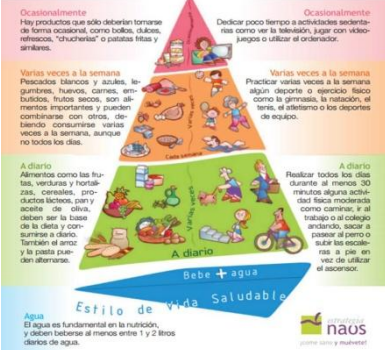 Ocasionalmente
Hay productos que sólo deberían tomarse
de forma ocasional, como bollos, dulces,
refrescos, "chucherías" o patatas fritas y
similares.
Ocasionalmente
Dedicar poco tiempo a actividades sedenta-
rias como ver la televisión, jugar con video-
juegos o utilizar el ordenador.
Varias veces a la semana
Pescados blancos y azules, le-
gumbres, huevos, carnes, em-
butidos, frutos secos, son ali-
mentos importantes y pueden
combinarse con otros, de-
biendo consumirse varias
veces a la semana, aunque
no todos los días.
Varias veces a la semana
Practicar varias veces a la semana
algún deporte o ejercicio físico
como la gimnasia, la natación, el
tenis, el atletismo o los deportes
de equipo.
Cada semana
A diario
Alimentos como las fru-
tas, verduras y hortali-
zas, cereales, pro-
ductos lácteos, pan y
aceite de oliva,
deben ser la base
de la dieta y con-
sumirse a diario.
También el arroz
y la pasta pue-
den alternarse.
A diario
Realizar todos los días
durante al menos 30
minutos alguna activi-
dad física moderada
como caminar, ir al
trabajo o al colegio
andando, sacar a
pasear al perro o
subir las escale-
ras a pie en
vez de utilizar
el ascensor.
Varias veces
A diario
Bebe + agua
Estilo de Vida Saludable
Agua
El agua es fundamental en la nutrición,
y deben beberse al menos entre 1 y 2 litros
diarios de agua.
estrategia
naos
¡come sano y muévete!